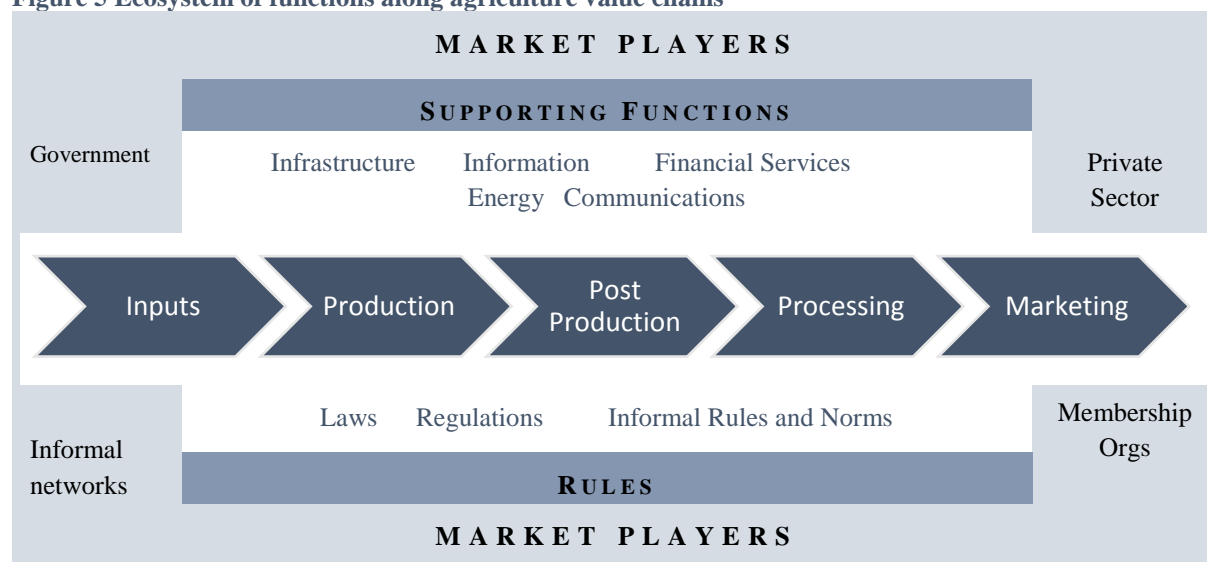 Figure 5 Ecosystem of functions along agriculture value chains
MARKET PLAYERS
SUPPORTING FUNCTIONS
Government
Infrastructure Information Financial Services
Energy Communications
Private
Sector
Inputs
Production
Post
Production
Processing
Marketing
Laws Regulations Informal Rules and Norms
Informal
networks
Membership
Orgs
RULES
MARKET PLAYERS